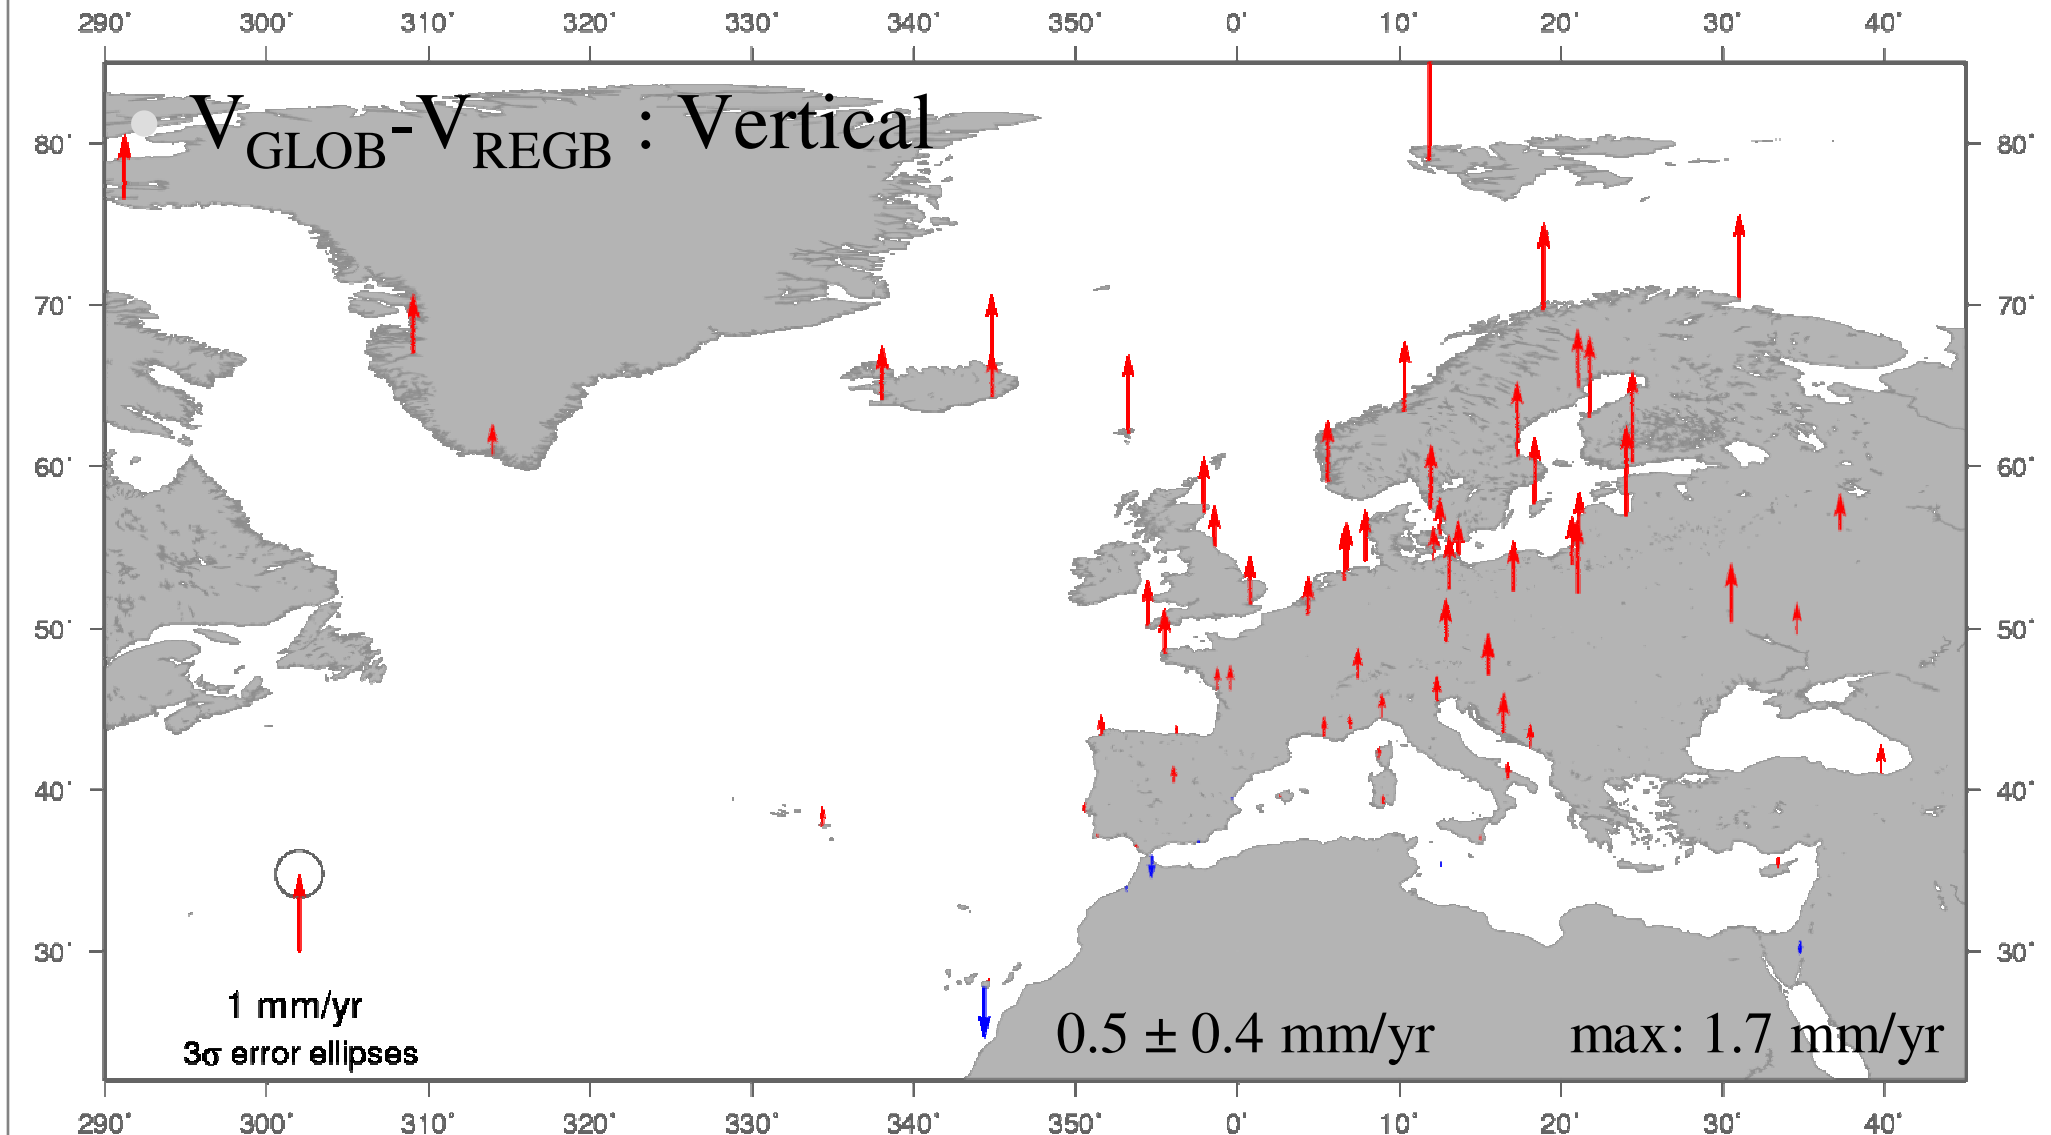 290° 300° 310° 320° 330° 340° 350° 0° 10° 20° 30° 40°
V_GLOB-V_REGB : Vertical
80° 80°
70° 70°
60° 60°
50° 50°
40° 40°
30° 30°
1 mm/yr
3σ error ellipses
0.5 ± 0.4 mm/yr max: 1.7 mm/yr
290° 300° 310° 320° 330° 340° 350° 0° 10° 20° 30° 40°